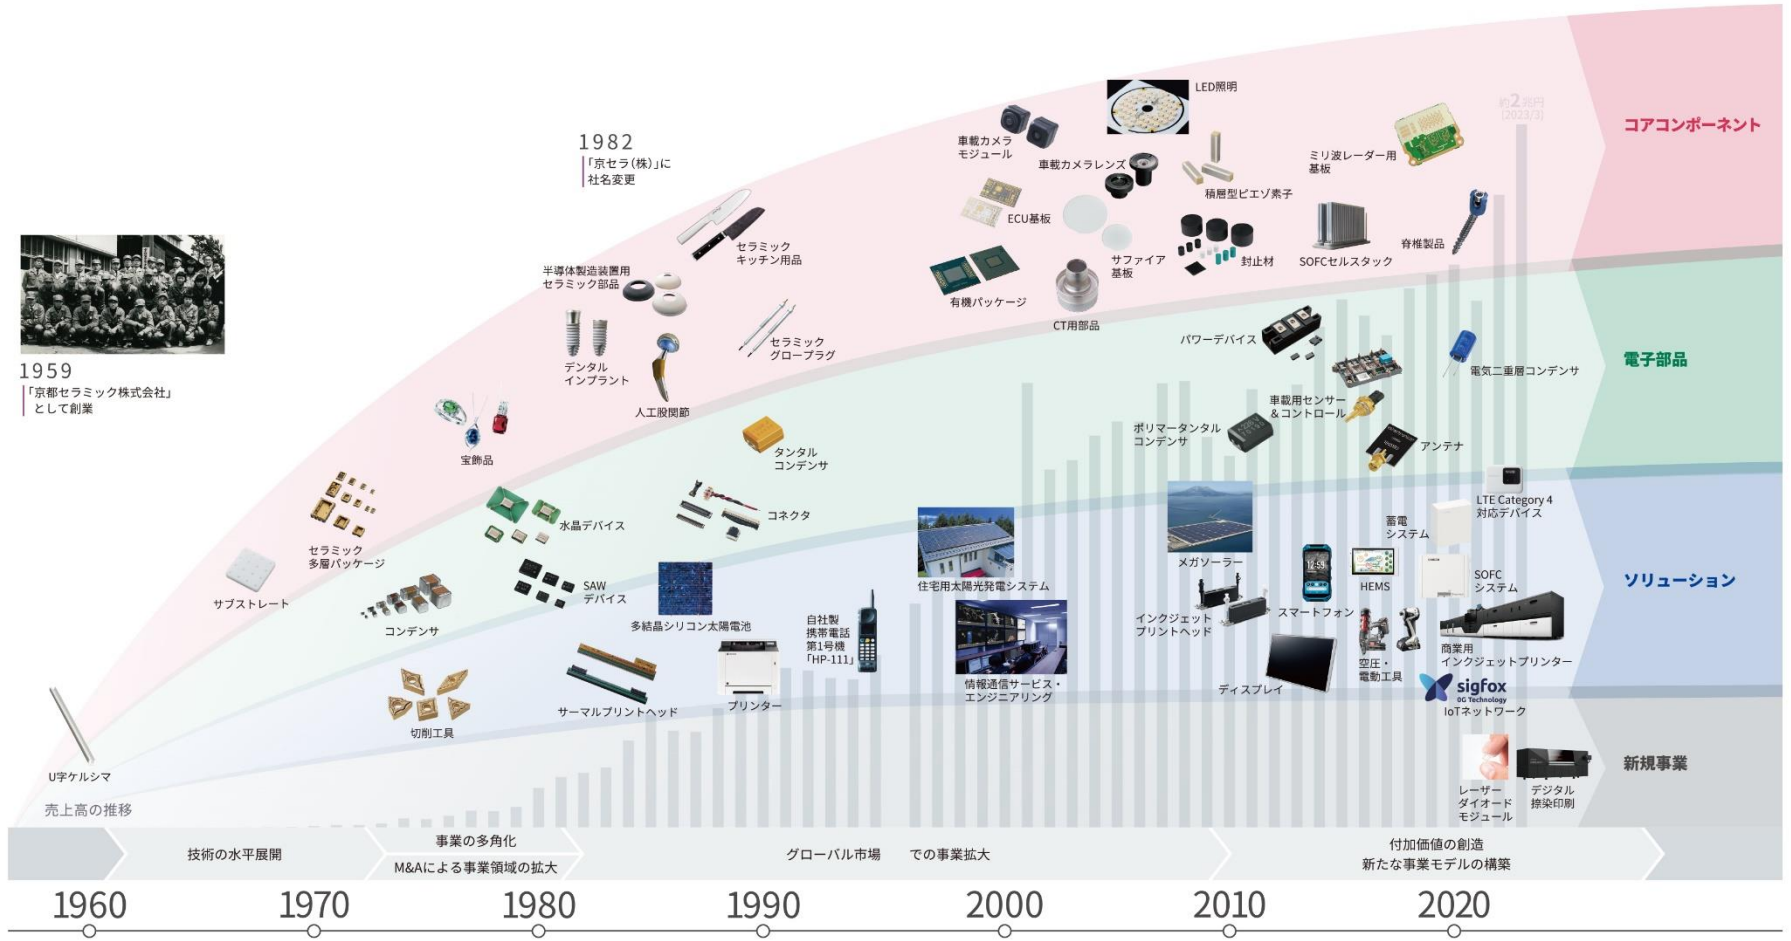 1959
「京都セラミック株式会社」
として創業
1982
「京セラ(株)」に
社名変更
約2兆円
(2023/3)
コアコンポーネント
LED照明
車載カメラ
モジュール
車載カメラレンズ
ミリ波レーダー用
基板
積層型ピエゾ素子
ECU基板
セラミック
キッチン用品
半導体製造装置用
セラミック部品
サファイア
基板
封止材
SOFCセルスタック
脊椎製品
有機パッケージ
CT用部品
セラミック
グロープラグ
デンタル
インプラント
人工股関節
宝飾品
セラミック
多層パッケージ
サブストレート
U字ケルシマ
電子部品
パワーデバイス
電気二重層コンデンサ
車載用センサー
&コントロール
ポリマータンタル
コンデンサ
アンテナ
タンタル
コンデンサ
コネクタ
水晶デバイス
SAW
デバイス
コンデンサ
ソリューション
LTE Category 4
対応デバイス
蓄電
システム
メガソーラー
HEMS
SOFC
システム
住宅用太陽光発電システム
12:59
スマートフォン
インクジェット
プリントヘッド
多結晶シリコン太陽電池
自社製
携帯電話
第1号機
「HP-111」
商業用
インクジェットプリンター
空圧・
電動工具
ディスプレイ
情報通信サービス・
エンジニアリング
プリンター
サーマルプリントヘッド
切削工具
sigfox
0G Technology
IoTネットワーク
新規事業
レーザー
ダイオード
モジュール
デジタル
捺染印刷
売上高の推移
技術の水平展開
事業の多角化
M&Aによる事業領域の拡大
グローバル市場 での事業拡大
付加価値の創造
新たな事業モデルの構築
1960
1970
1980
1990
2000
2010
2020